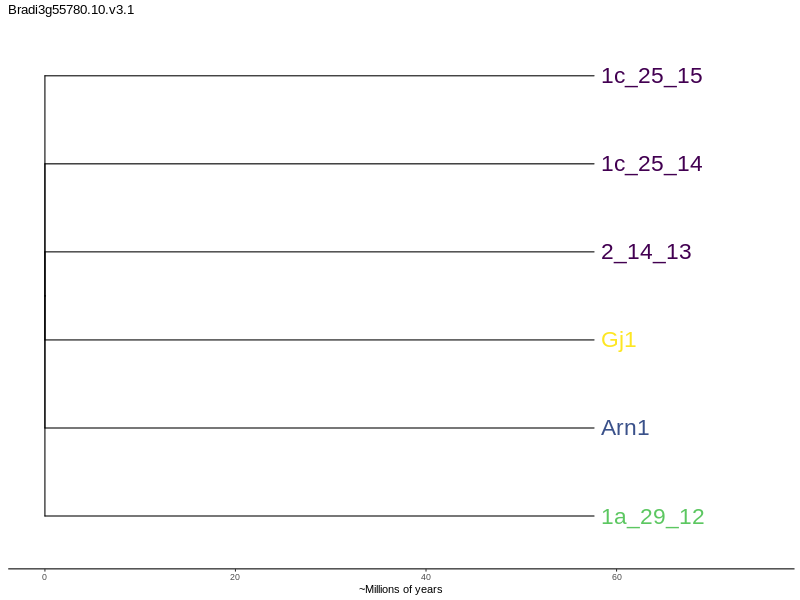 Bradi3g55780.10.v3.1
1c_25_15
1c_25_14
2_14_13
Gj1
Arn1
1a_29_12
0 20 40 60
~Millions of years